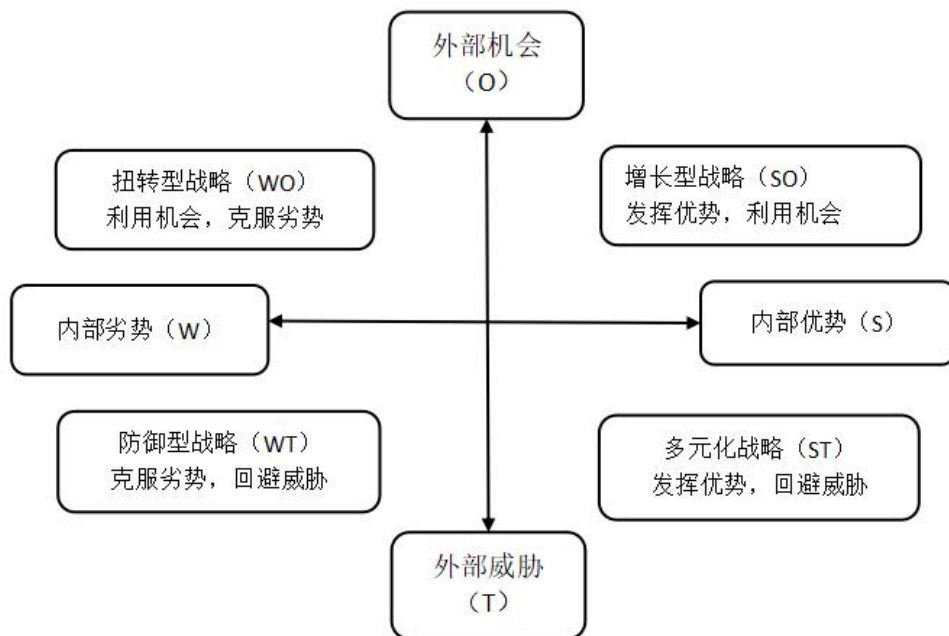 外部机会
（O）
扭转型战略（WO）
利用机会，克服劣势
增长型战略（SO）
发挥优势，利用机会
内部劣势（W）
内部优势（S）
防御型战略（WT）
克服劣势，回避威胁
多元化战略（ST）
发挥优势，回避威胁
外部威胁
（T）